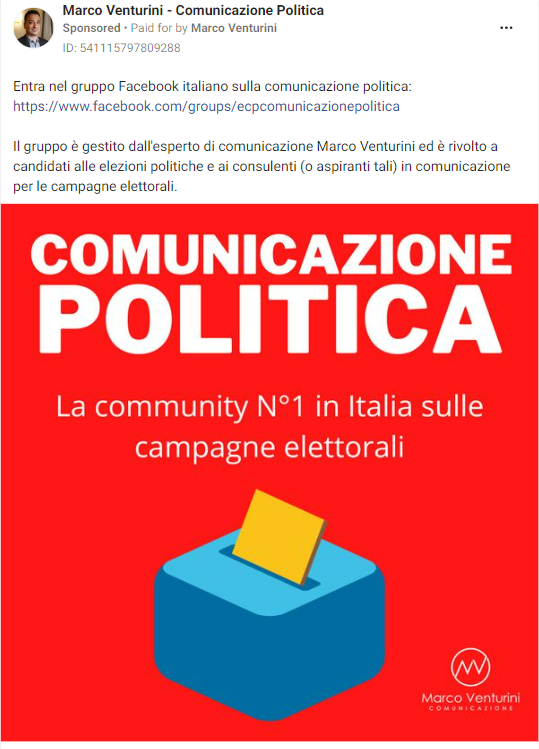 Marco Venturini - Comunicazione Politica
Sponsored • Paid for by Marco Venturini
ID: 541115797809288
Entra nel gruppo Facebook italiano sulla comunicazione politica:
https://www.facebook.com/groups/ecpcomunicazionepolitica
Il gruppo è gestito dall'esperto di comunicazione Marco Venturini ed è rivolto a
candidati alle elezioni politiche e ai consulenti (o aspiranti tali) in comunicazione
per le campagne elettorali.
COMUNICAZIONE
POLITICA
La community N°1 in Italia sulle
campagne elettorali
Marco Venturini
COMUNICAZIONE